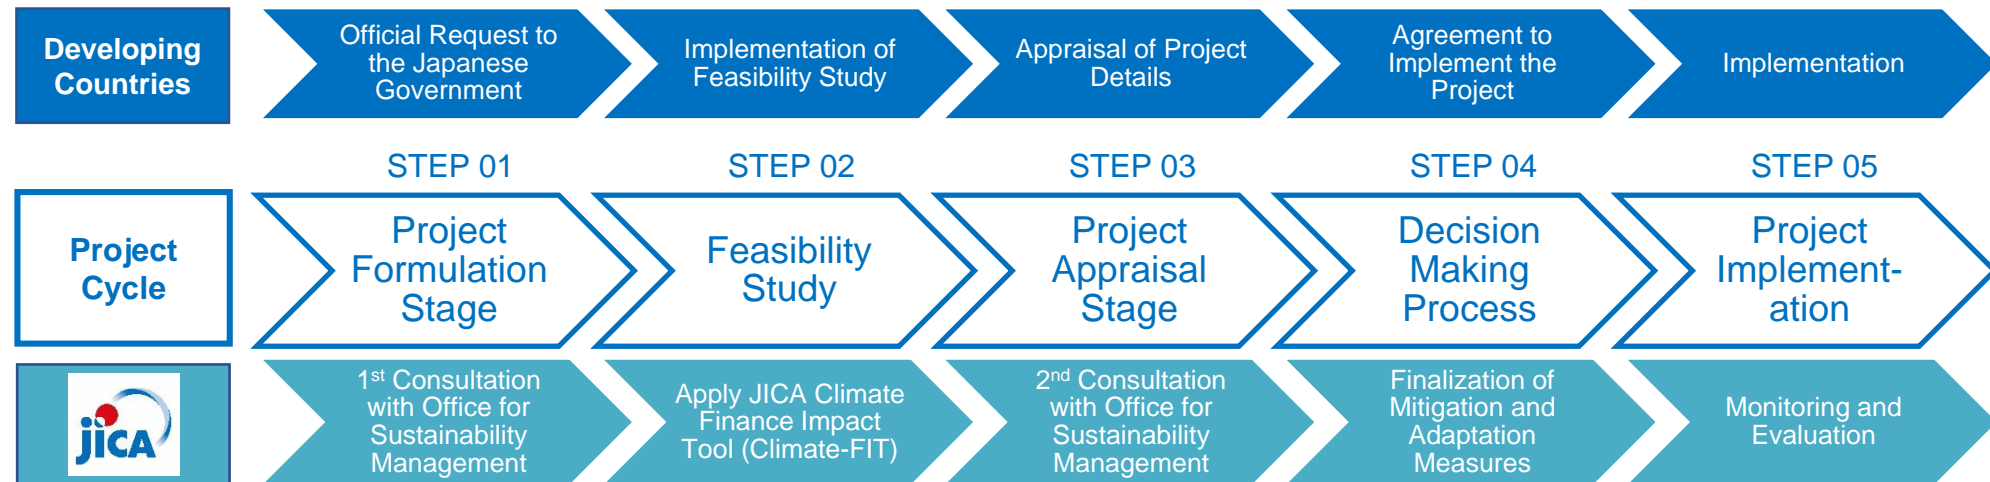 Developing
Countries
Official Request to
the Japanese
Government
Implementation of
Feasibility Study
Appraisal of Project
Details
Agreement to
Implement the
Project
Implementation
STEP 01
STEP 02
STEP 03
STEP 04
STEP 05
Project
Cycle
Project
Formulation
Stage
Feasibility
Study
Project
Appraisal
Stage
Decision
Making
Process
Project
Implement-
ation
jICA
1st Consultation
with Office for
Sustainability
Management
Apply JICA Climate
Finance Impact
Tool (Climate-FIT)
2nd Consultation
with Office for
Sustainability
Management
Finalization of
Mitigation and
Adaptation
Measures
Monitoring and
Evaluation